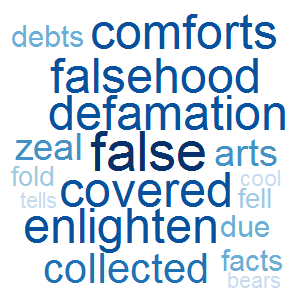 debts comforts
falsehood
defamation
zeal false arts
fold covered cool
tells fell
enlighten due
collected facts
bears